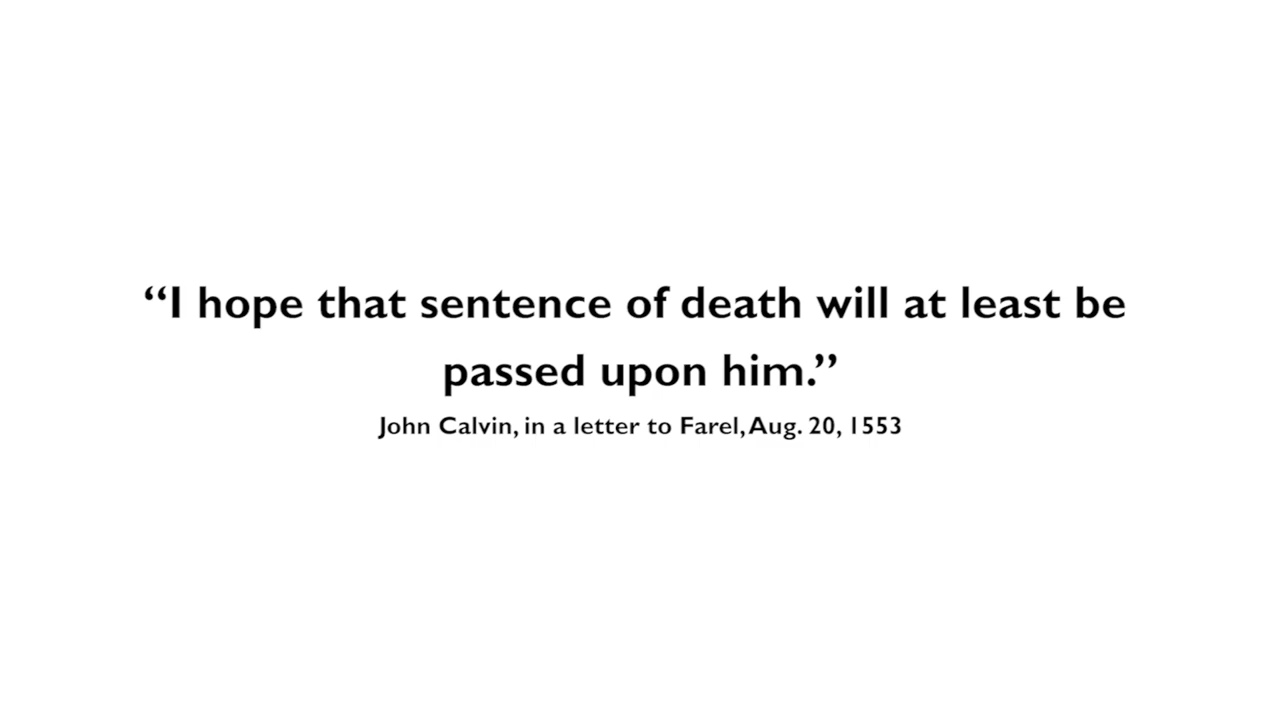 “I hope that sentence of death will at least be
passed upon him.”
John Calvin, in a letter to Farel, Aug. 20, 1553